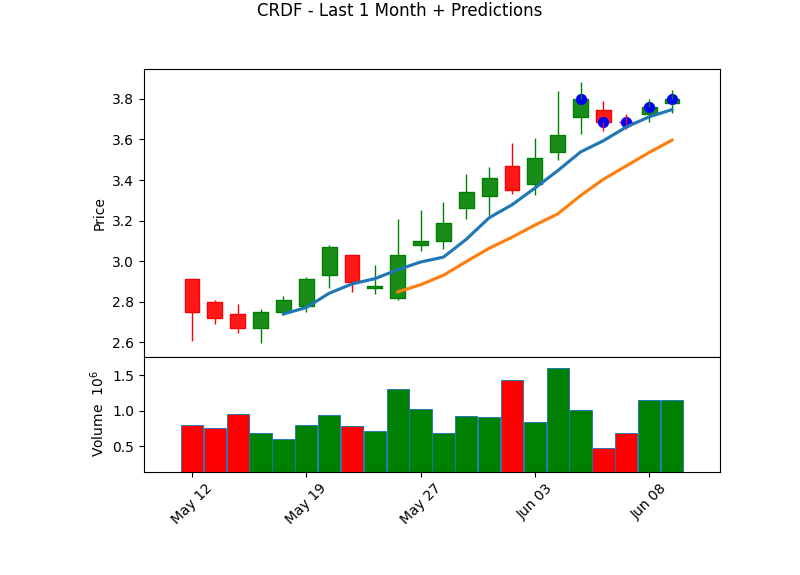 CRDF - Last 1 Month + Predictions
3.8
3.6
3.4
3.2
3.0
2.8
2.6
Price
1.5
1.0
0.5
Volume 10^6
May 12
May 19
May 27
Jun 03
Jun 08